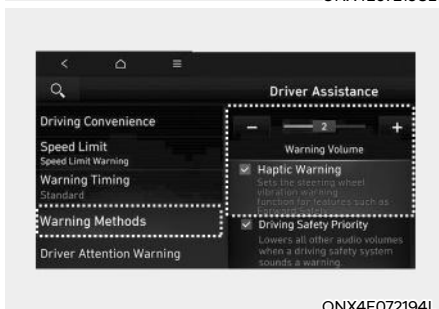 Driver Assistance
Driving Convenience
Speed Limit
Speed Limit Warning
Warning Timing
Standard
Warning Methods
Driver Attention Warning
− 2 +
Warning Volume
Haptic Warning
Sets the steering wheel
vibration warning
function for features such as
Driving Safety Priority
Lowers all other audio volumes
when a driving safety system
sounds a warning.